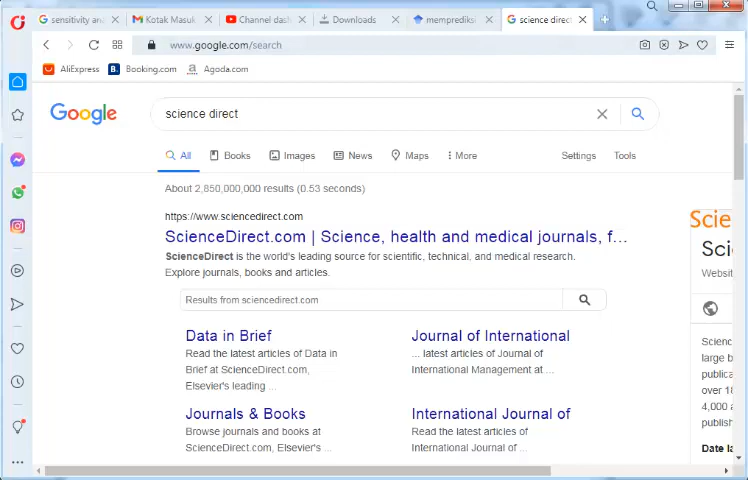 sensitivity an
Kotak Masuk
Channel dash
Downloads
memprediksi
science direct
www.google.com/search
AliExpress
B. Booking.com
a Agoda.com
Google
science direct
All
Books
Images
News
Maps
More
Settings
Tools
About 2,850,000,000 results (0.53 seconds)
https://www.sciencedirect.com
ScienceDirect.com | Science, health and medical journals, f...
ScienceDirect is the world's leading source for scientific, technical, and medical research.
Explore journals, books and articles.
Results from sciencedirect.com
Data in Brief
Read the latest articles of Data in
Brief at ScienceDirect.com,
Elsevier's leading ...
Journal of International
... latest articles of Journal of
International Management at ...
Journals & Books
Browse journals and books at
ScienceDirect.com, Elsevier's ...
International Journal of
Read the latest articles of
International Journal of ...
Scie
Scie
Websit
Science
large b
publica
over 18
4,000 a
publish
Date la